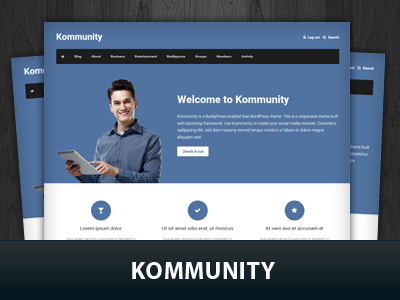 Kommunity
Log out Search
Blog About Business Entertainment Buddypress Groups Members Activity
Welcome to Kommunity
Kommunity is a BuddyPress enabled free WordPress theme. This is a responsive theme built
with bootstrap framework. Use Kommunity to create your social media network. Consetetur
sadipscing elitr, sed diam nonumy eirmod tempor invidunt ut labore et dolore magna
aliquyam erat
Check it out
Lorem ipsum dolor
Ut sit amet odio erat, ut rhoncus
At vero eos et accusam et
KOMMUNITY